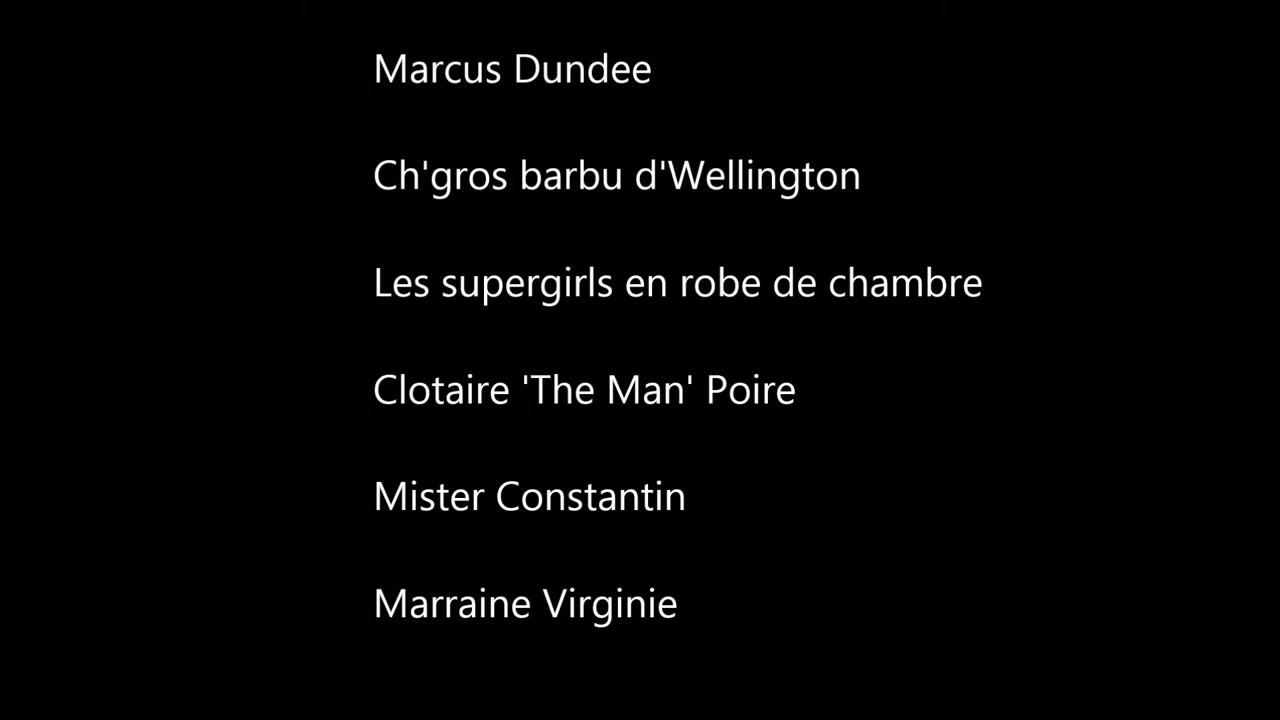 Marcus Dundee
Ch'gros barbu d'Wellington
Les supergirls en robe de chambre
Clotaire 'The Man' Poire
Mister Constantin
Marraine Virginie